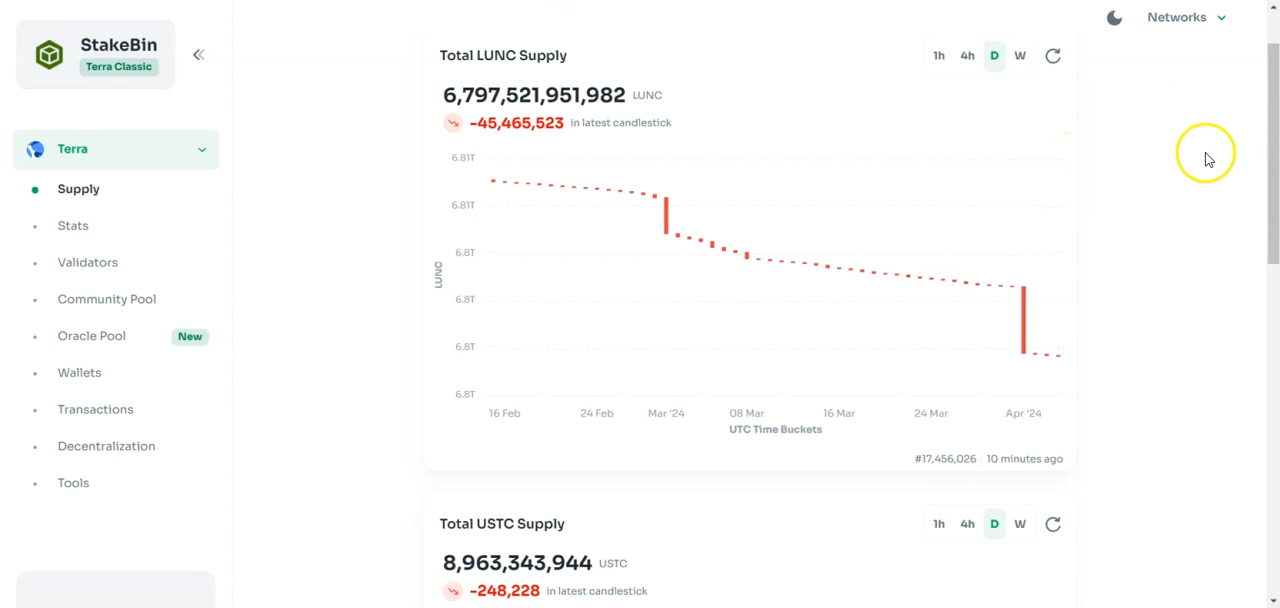 StakeBin
Terra Classic
Networks
Terra
Supply
Stats
Validators
Community Pool
Oracle Pool New
Wallets
Transactions
Decentralization
Tools
Total LUNC Supply
1h 4h D W
6,797,521,951,982 LUNC
-45,465,523 in latest candlestick
6.81T
6.81T
6.8T
6.8T
6.8T
6.8T
LUNC
16 Feb 24 Feb Mar '24 08 Mar 16 Mar 24 Mar Apr '24
UTC Time Buckets
#17,456,026 10 minutes ago
Total USTC Supply
1h 4h D W
8,963,343,944 USTC
-248,228 in latest candlestick